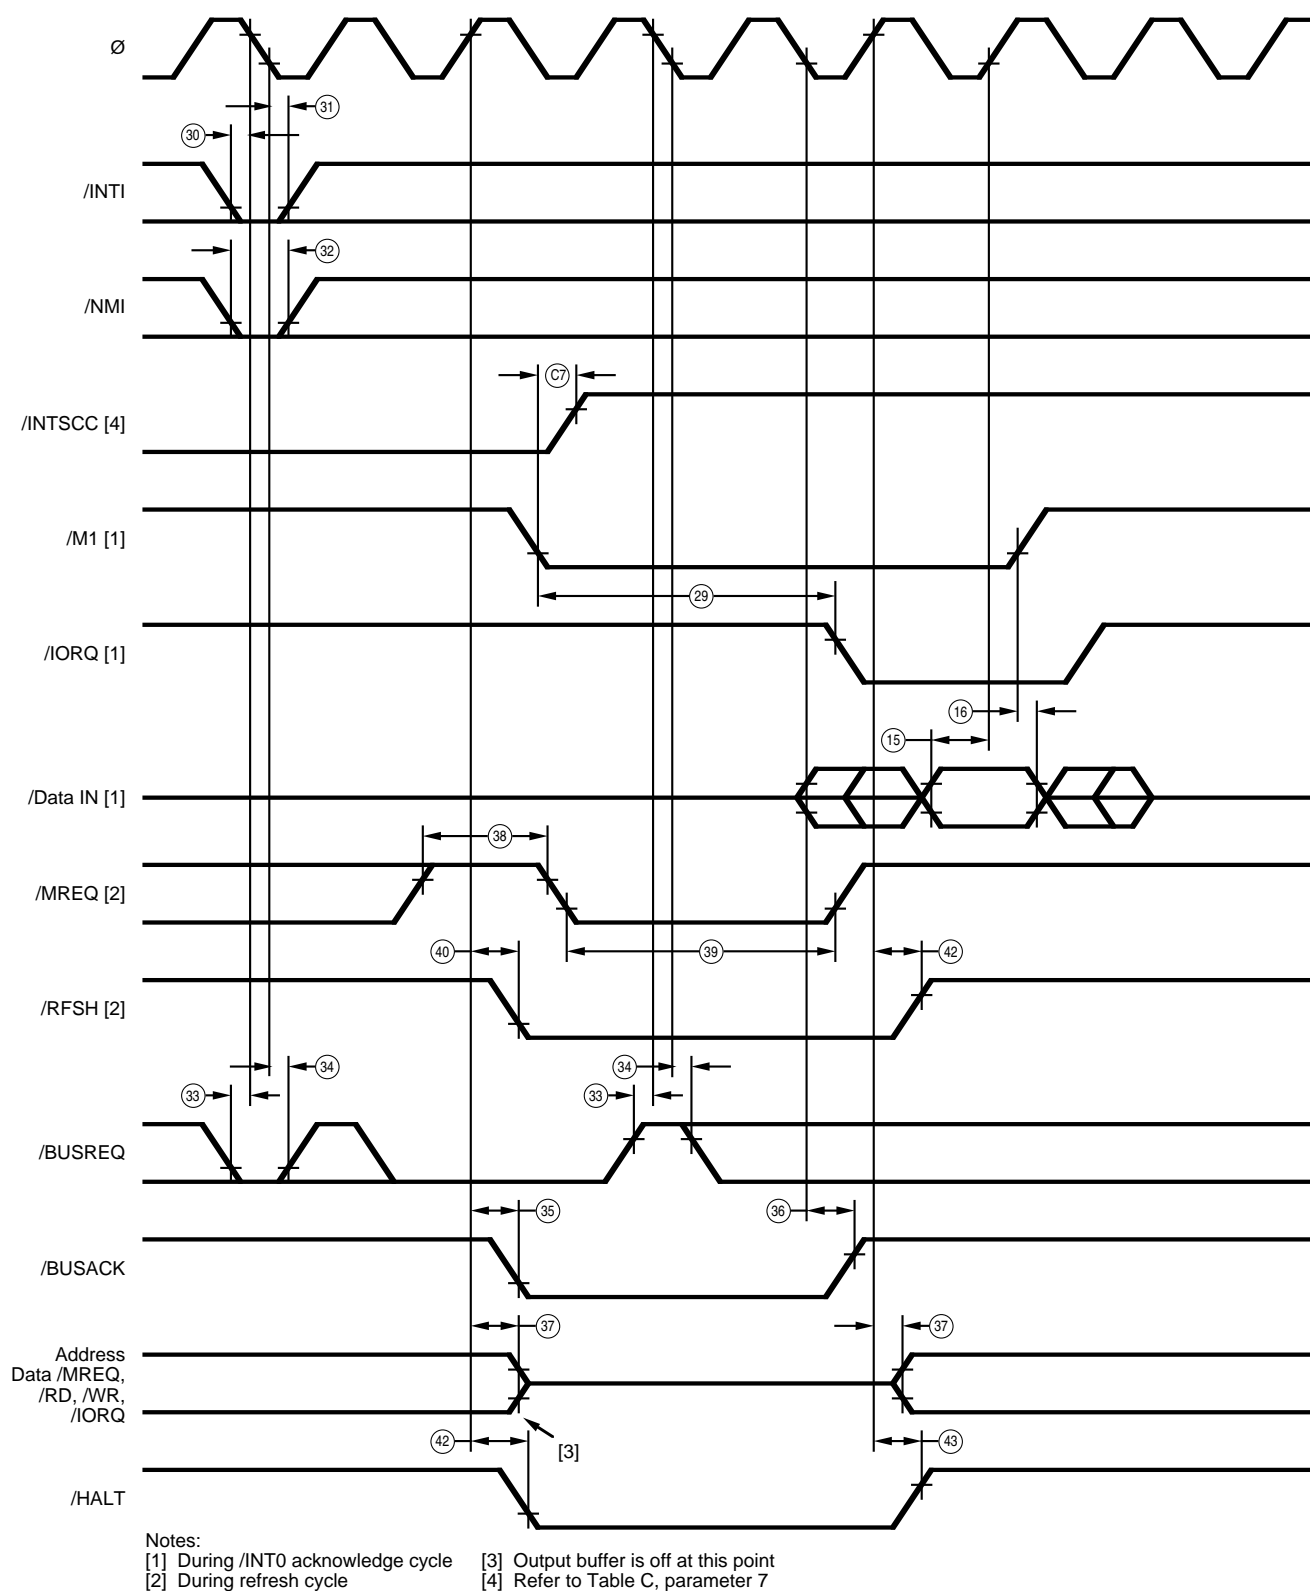 Ø
31
30
/INTI
32
/NMI
C7
/INTSCC [4]
/M1 [1]
29
/IORQ [1]
16
15
/Data IN [1]
38
/MREQ [2]
40
39
42
/RFSH [2]
34
34
33
33
/BUSREQ
35
36
/BUSACK
37
37
Address
Data /MREQ,
/RD, /WR,
/IORQ
42
[3]
43
/HALT
Notes:
[1] During /INT0 acknowledge cycle
[2] During refresh cycle
[3] Output buffer is off at this point
[4] Refer to Table C, parameter 7